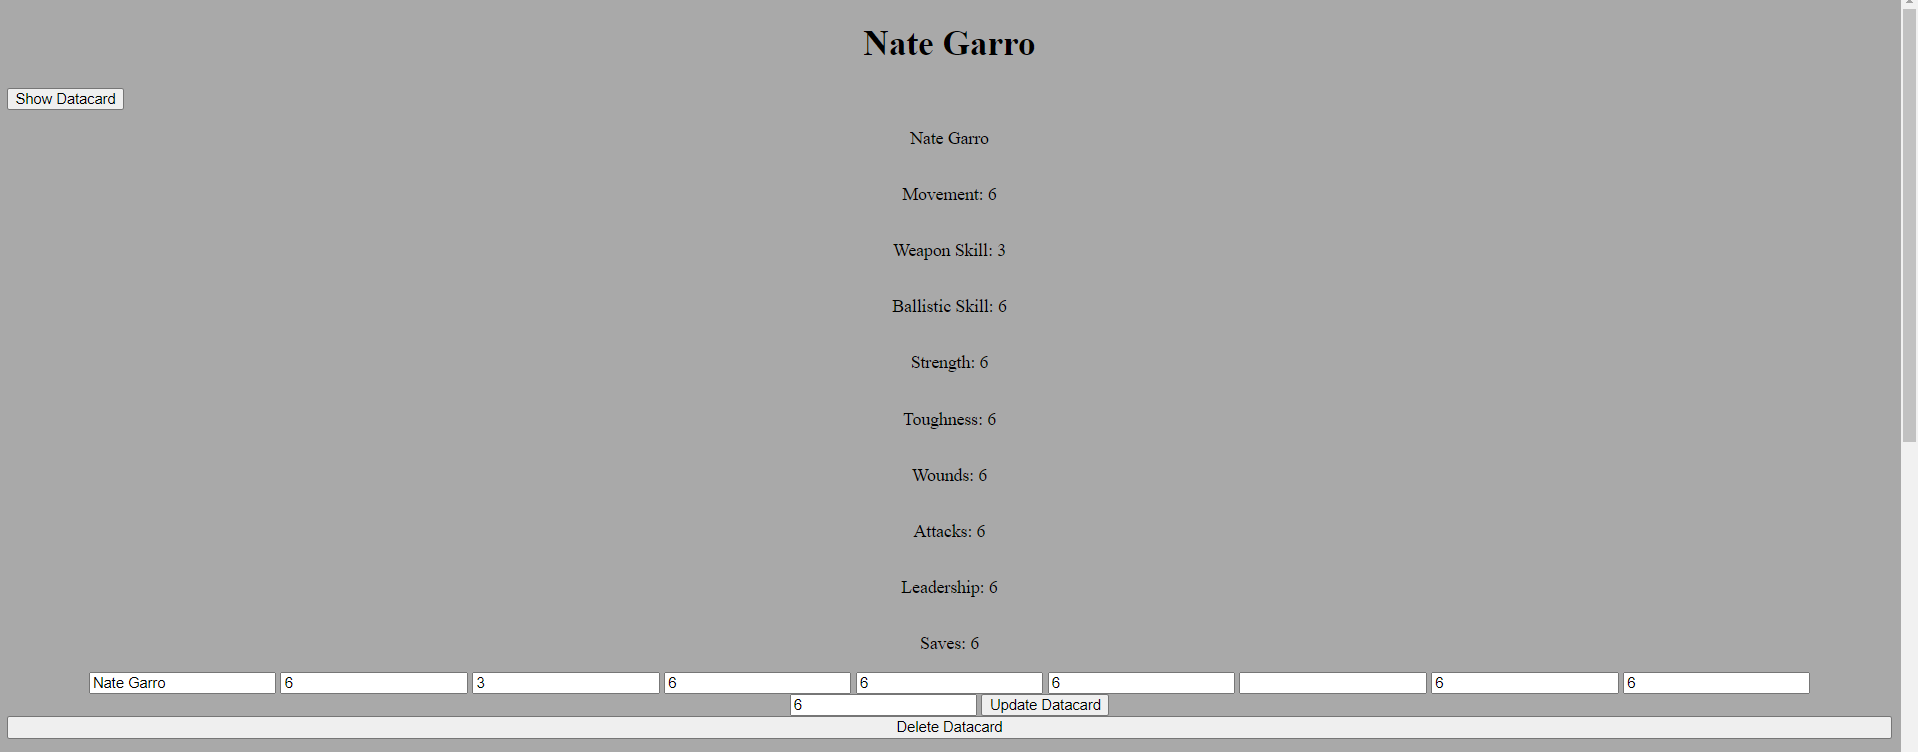 Nate Garro
Show Datacard
Nate Garro
Movement: 6
Weapon Skill: 3
Ballistic Skill: 6
Strength: 6
Toughness: 6
Wounds: 6
Attacks: 6
Leadership: 6
Saves: 6
Nate Garro 6 3 6 6 6 6 6
6 Update Datacard
Delete Datacard